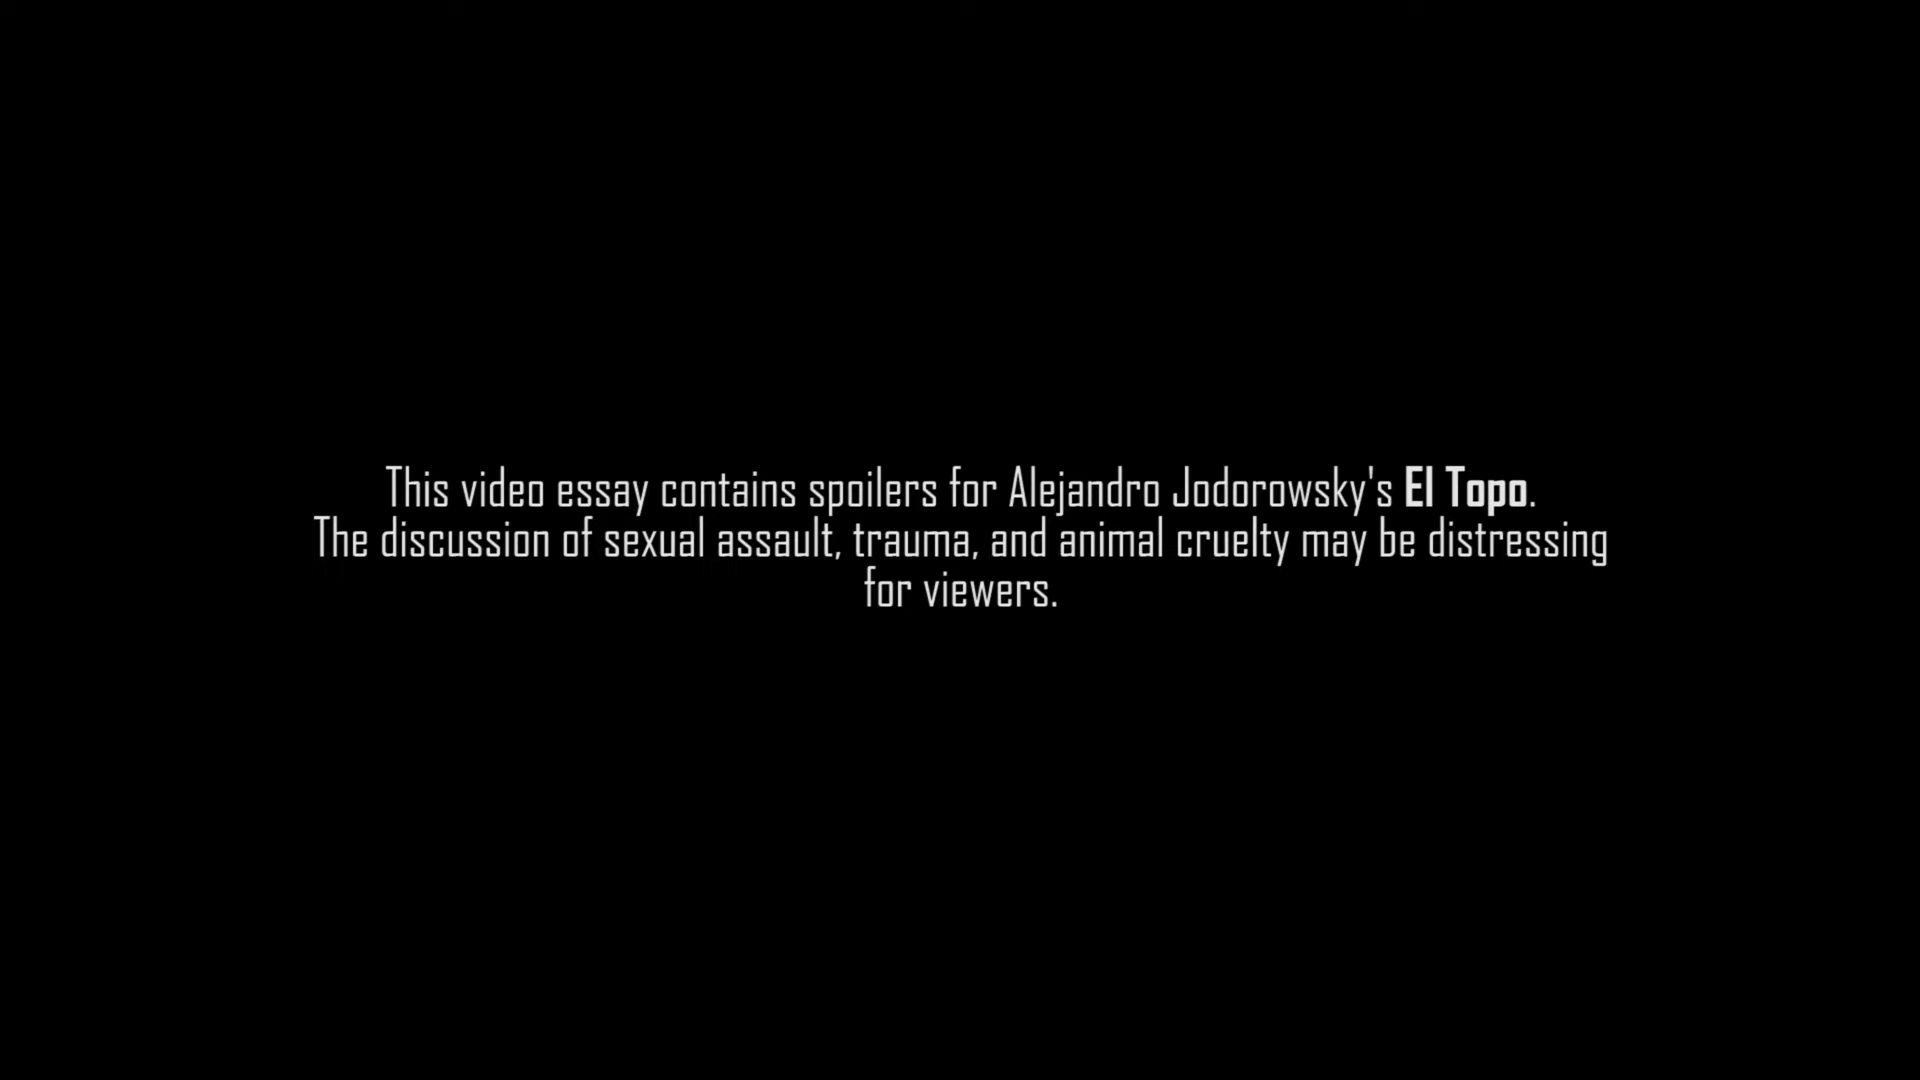 This video essay contains spoilers for Alejandro Jodorowsky's El Topo.
The discussion of sexual assault, trauma, and animal cruelty may be distressing
for viewers.